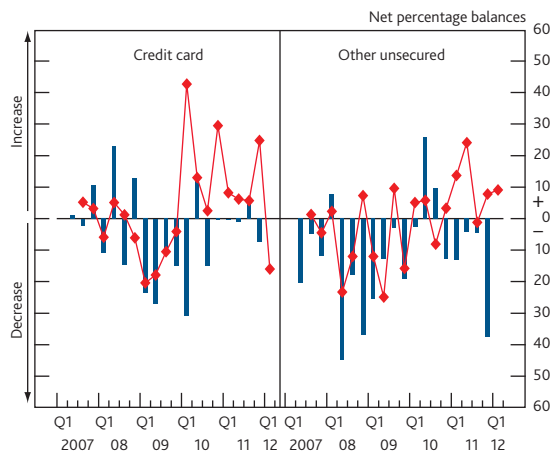 Net percentage balances
Credit card
Other unsecured
Increase
Decrease
60
50
40
30
20
10
+
0
–
10
20
30
40
50
60
Q1 Q1 Q1 Q1 Q1 Q1 Q1 Q1 Q1 Q1 Q1 Q1
2007 08 09 10 11 12 2007 08 09 10 11 12